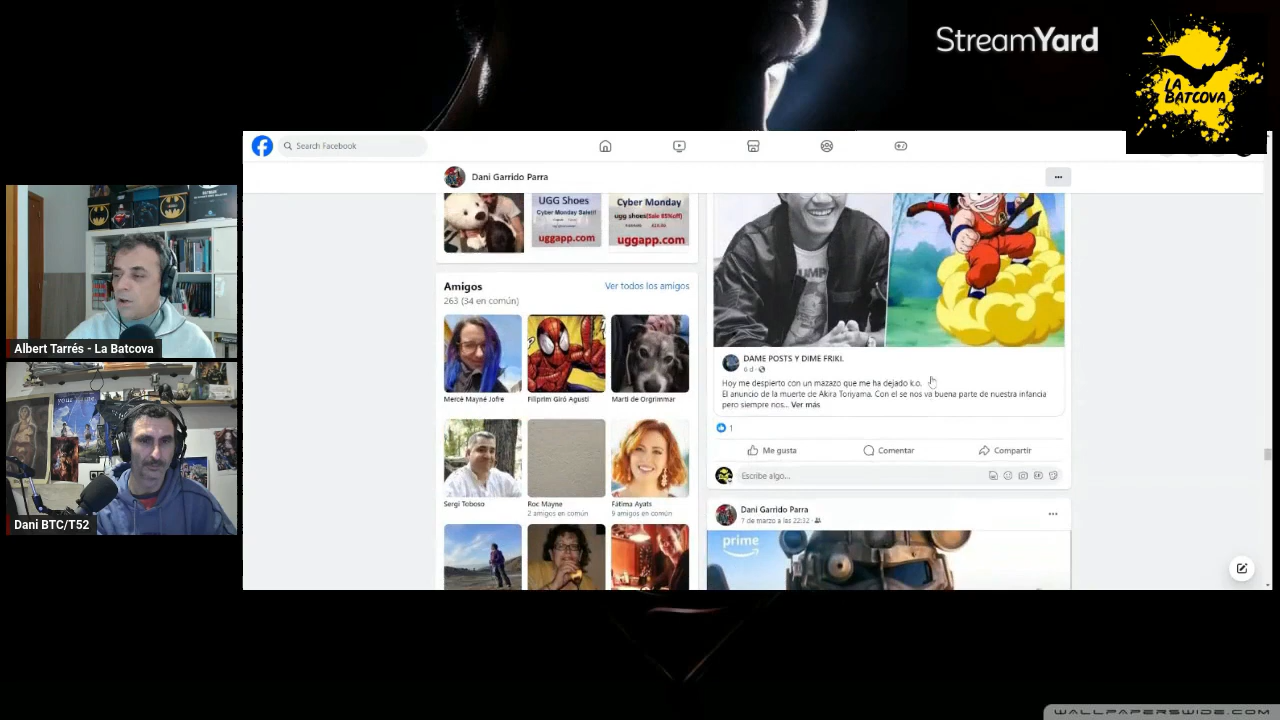 StreamYard
LA
BATCOVA
Search Facebook
Dani Garrido Parra
UGG Shoes
Cyber Monday Sale!!
uggapp.com
Cyber Monday
ugg shoes(Sale 85%off)
uggapp.com
Amigos
Ver todos los amigos
263 (34 en común)
Mercè Mayné Jofre
Filiprim Giró Agustí
Martí de Orgrimmar
Sergi Toboso
Roc Mayne
2 amigos en común
Fàtima Ayats
9 amigos en común
DAME POSTS Y DIME FRIKI.
6 d
Hoy me despierto con un mazazo que me ha dejado k.o.
El anuncio de la muerte de Akira Toriyama. Con el se nos va buena parte de nuestra infancia
pero siempre nos... Ver más
1
Me gusta
Comentar
Compartir
Escribe algo...
Dani Garrido Parra
7 de marzo a les 22:32
prime
Albert Tarrés - La Batcova
Dani BTC/T52
WALLPAPERSWIDE.COM